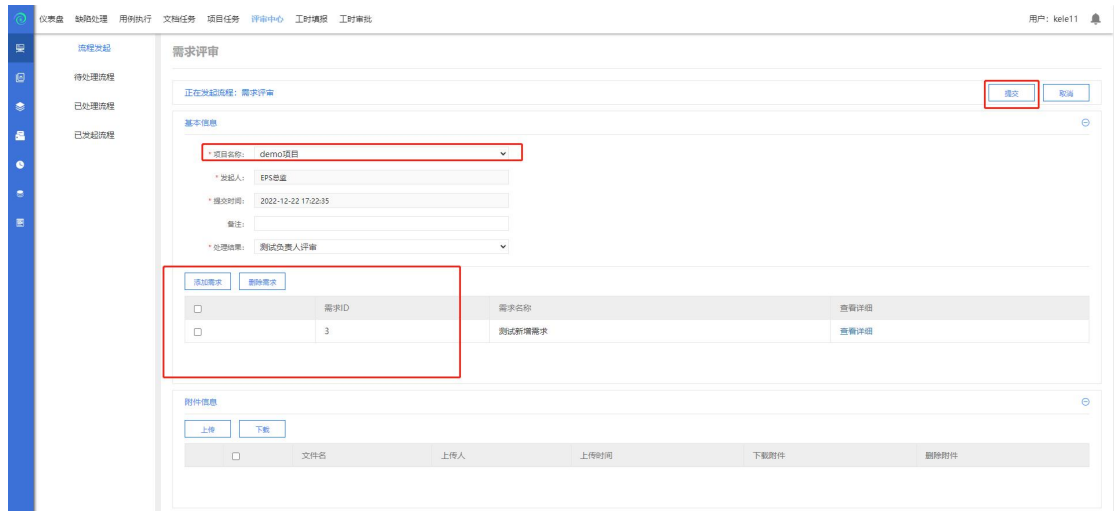 仪表盘 缺陷处理 用例执行 文档任务 项目任务 评审中心 工时填报 工时审批 用户：kele11
流程发起
待处理流程
已处理流程
已发起流程
需求评审
正在发起流程：需求评审 提交 取消
基本信息
* 项目名称： demo项目
* 发起人： EPS总监
* 提交时间： 2022-12-22 17:22:35
备注：
* 处理结果： 测试负责人评审
添加需求 删除需求
需求ID 需求名称 查看详细
3 测试新增需求 查看详细
附件信息
上传 下载
文件名 上传人 上传时间 下载附件 删除附件